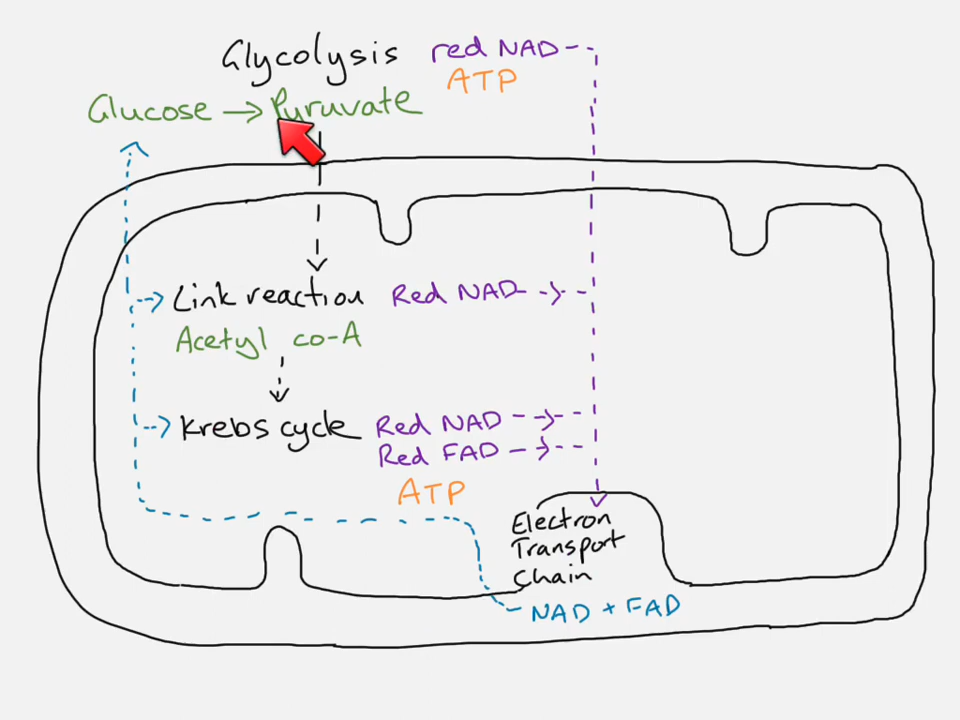 Glycolysis red NAD
ATP
Glucose → Pyruvate
Link reaction Red NAD
Acetyl co-A
Krebs cycle Red NAD
Red FAD
ATP
Electron
Transport
Chain
NAD + FAD